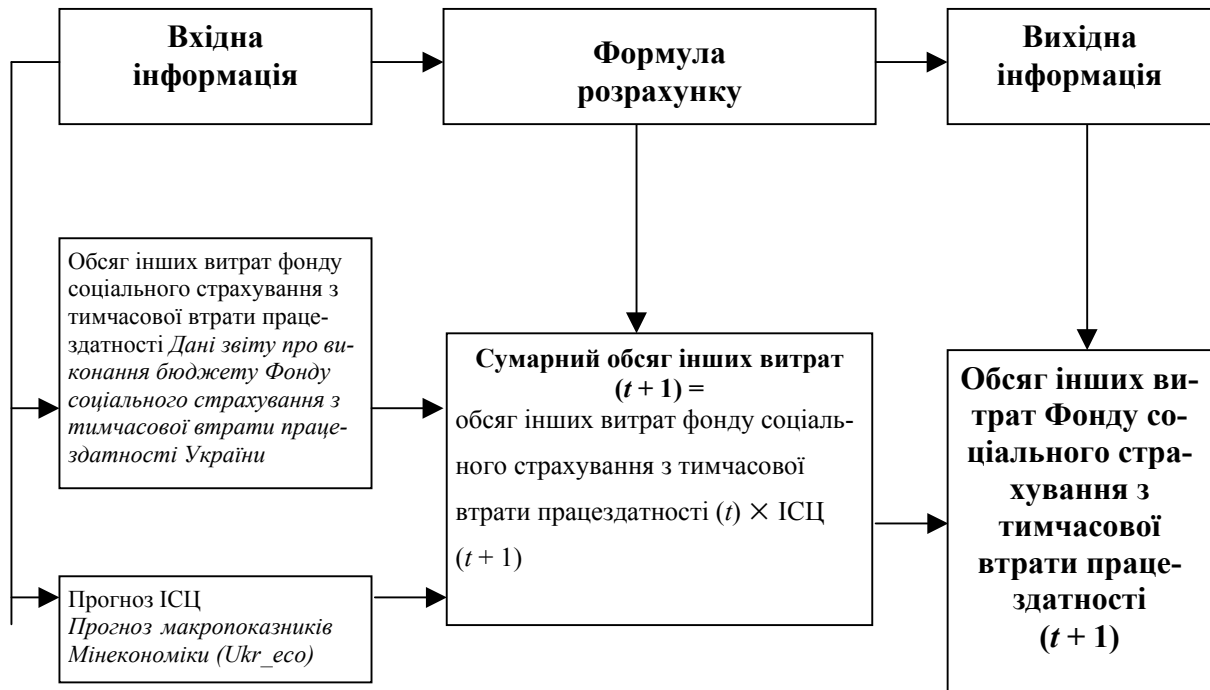 Вхідна
інформація
Формула
розрахунку
Вихідна
інформація
Обсяг інших витрат фонду
соціального страхування з
тимчасової втрати праце-
здатності Дані звіту про ви-
конання бюджету Фонду
соціального страхування з
тимчасової втрати праце-
здатності України
Прогноз ІСЦ
Прогноз макропоказників
Мінекономіки (Ukr_eco)
Сумарний обсяг інших витрат
(t + 1) =
обсяг інших витрат фонду соціаль-
ного страхування з тимчасової
втрати працездатності (t) × ІСЦ
(t + 1)
Обсяг інших ви-
трат Фонду со-
ціального стра-
хування з
тимчасової
втрати праце-
здатності
(t + 1)